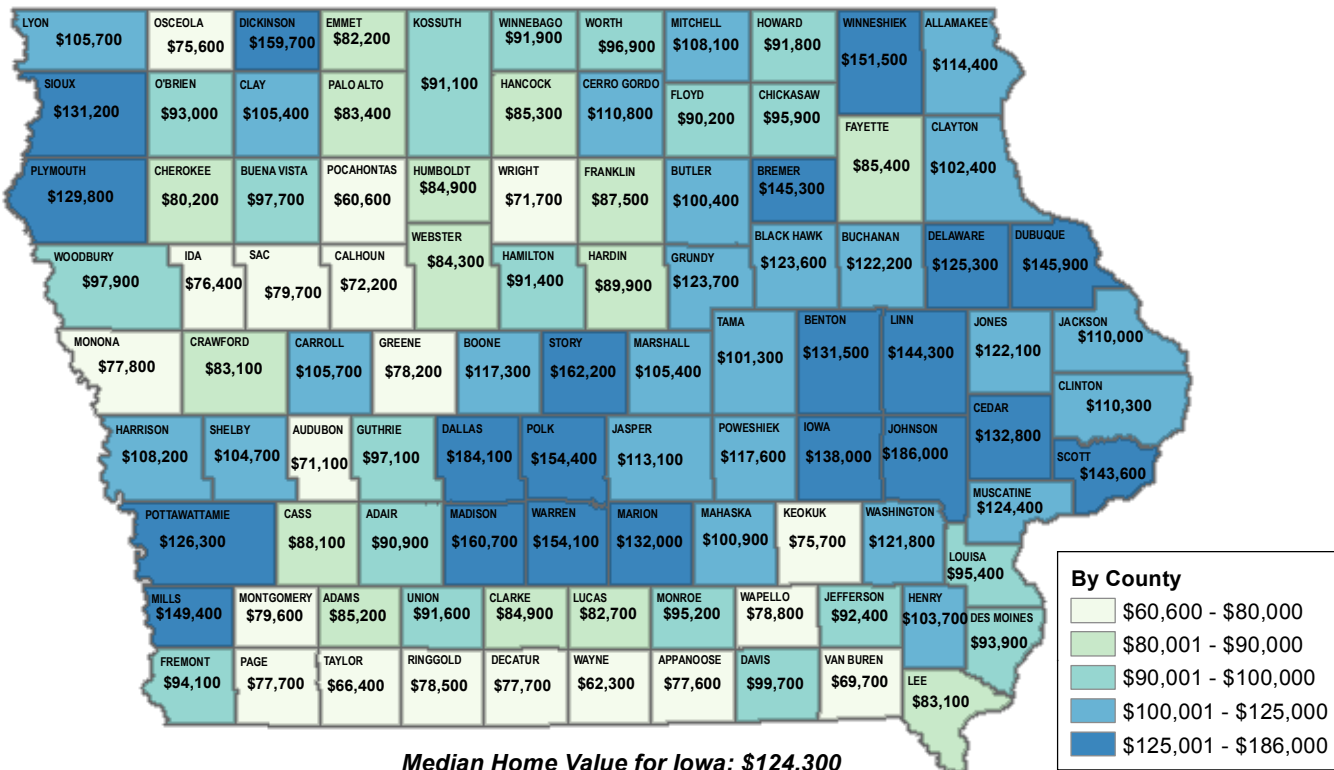 LYON
$105,700
OSCEOLA
$75,600
DICKINSON
$159,700
EMMET
$82,200
KOSSUTH
$91,100
WINNEBAGO
$91,900
WORTH
$96,900
MITCHELL
$108,100
HOWARD
$91,800
WINNESHIEK
$151,500
ALLAMAKEE
$114,400
SIOUX
$131,200
O'BRIEN
$93,000
CLAY
$105,400
PALO ALTO
$83,400
HANCOCK
$85,300
CERRO GORDO
$110,800
FLOYD
$90,200
CHICKASAW
$95,900
FAYETTE
$85,400
CLAYTON
$102,400
PLYMOUTH
$129,800
CHEROKEE
$80,200
BUENA VISTA
$97,700
POCAHONTAS
$60,600
HUMBOLDT
$84,900
WRIGHT
$71,700
FRANKLIN
$87,500
BUTLER
$100,400
BREMER
$145,300
WOODBURY
$97,900
IDA
$76,400
SAC
$79,700
CALHOUN
$72,200
WEBSTER
$84,300
HAMILTON
$91,400
HARDIN
$89,900
GRUNDY
$123,700
BLACK HAWK
$123,600
BUCHANAN
$122,200
DELAWARE
$125,300
DUBUQUE
$145,900
MONONA
$77,800
CRAWFORD
$83,100
CARROLL
$105,700
GREENE
$78,200
BOONE
$117,300
STORY
$162,200
MARSHALL
$105,400
TAMA
$101,300
BENTON
$131,500
LINN
$144,300
JONES
$122,100
JACKSON
$110,000
CLINTON
$110,300
HARRISON
$108,200
SHELBY
$104,700
AUDUBON
$71,100
GUTHRIE
$97,100
DALLAS
$184,100
POLK
$154,400
JASPER
$113,100
POWESHIEK
$117,600
IOWA
$138,000
JOHNSON
$186,000
CEDAR
$132,800
SCOTT
$143,600
MUSCATINE
$124,400
POTTAWATTAMIE
$126,300
CASS
$88,100
ADAIR
$90,900
MADISON
$160,700
WARREN
$154,100
MARION
$132,000
MAHASKA
$100,900
KEOKUK
$75,700
WASHINGTON
$121,800
LOUISA
$95,400
MILLS
$149,400
MONTGOMERY
$79,600
ADAMS
$85,200
UNION
$91,600
CLARKE
$84,900
LUCAS
$82,700
MONROE
$95,200
WAPELLO
$78,800
JEFFERSON
$92,400
HENRY
$103,700
DES MOINES
$93,900
FREMONT
$94,100
PAGE
$77,700
TAYLOR
$66,400
RINGGOLD
$78,500
DECATUR
$77,700
WAYNE
$62,300
APPANOOSE
$77,600
DAVIS
$99,700
VAN BUREN
$69,700
LEE
$83,100
Median Home Value for Iowa: $124,300
By County
$60,600 - $80,000
$80,001 - $90,000
$90,001 - $100,000
$100,001 - $125,000
$125,001 - $186,000